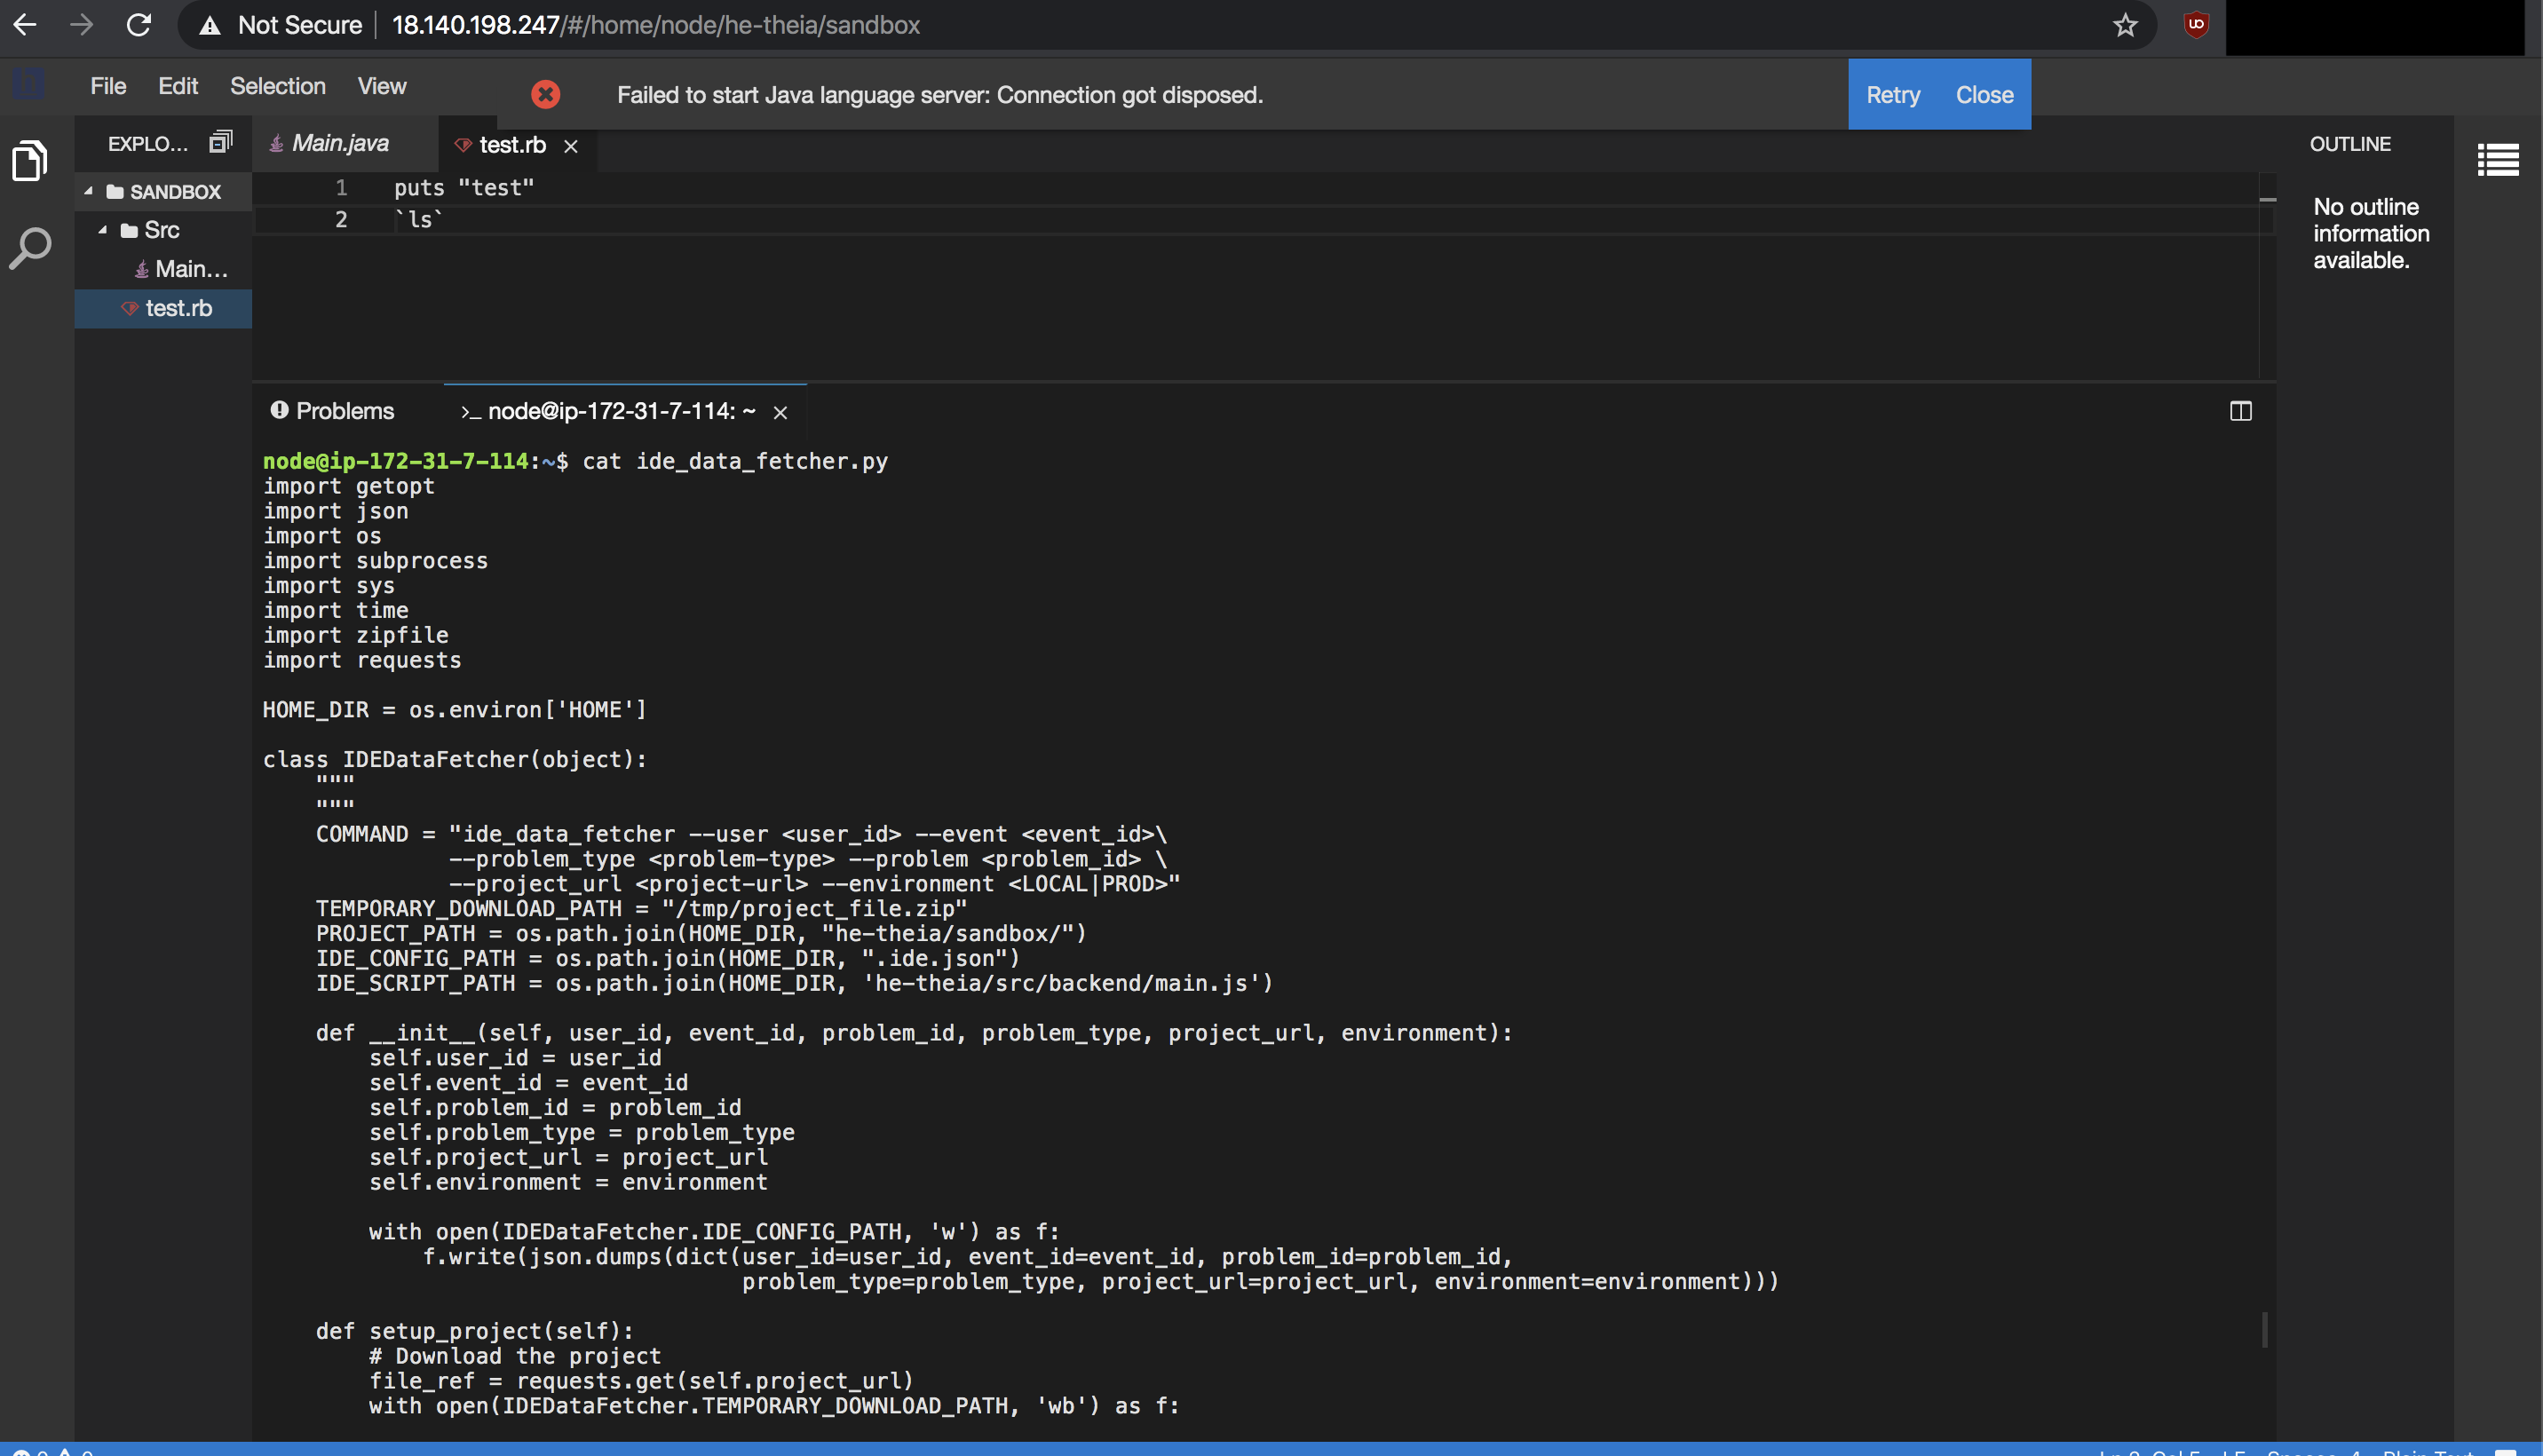 Not Secure | 18.140.198.247/#/home/node/he-theia/sandbox
File Edit Selection View
Failed to start Java language server: Connection got disposed.
Retry Close
EXPLO...
Main.java
test.rb
OUTLINE
SANDBOX
Src
Main...
test.rb
1 puts "test"
2 `ls`
No outline
information
available.
Problems
>_ node@ip-172-31-7-114: ~
node@ip-172-31-7-114:~$ cat ide_data_fetcher.py
import getopt
import json
import os
import subprocess
import sys
import time
import zipfile
import requests
HOME_DIR = os.environ['HOME']
class IDEDataFetcher(object):
    """
    """
    COMMAND = "ide_data_fetcher --user <user_id> --event <event_id>\
              --problem_type <problem-type> --problem <problem_id> \
              --project_url <project-url> --environment <LOCAL|PROD>"
    TEMPORARY_DOWNLOAD_PATH = "/tmp/project_file.zip"
    PROJECT_PATH = os.path.join(HOME_DIR, "he-theia/sandbox/")
    IDE_CONFIG_PATH = os.path.join(HOME_DIR, ".ide.json")
    IDE_SCRIPT_PATH = os.path.join(HOME_DIR, 'he-theia/src/backend/main.js')
    def __init__(self, user_id, event_id, problem_id, problem_type, project_url, environment):
        self.user_id = user_id
        self.event_id = event_id
        self.problem_id = problem_id
        self.problem_type = problem_type
        self.project_url = project_url
        self.environment = environment
        with open(IDEDataFetcher.IDE_CONFIG_PATH, 'w') as f:
            f.write(json.dumps(dict(user_id=user_id, event_id=event_id, problem_id=problem_id,
                                    problem_type=problem_type, project_url=project_url, environment=environment)))
    def setup_project(self):
        # Download the project
        file_ref = requests.get(self.project_url)
        with open(IDEDataFetcher.TEMPORARY_DOWNLOAD_PATH, 'wb') as f: